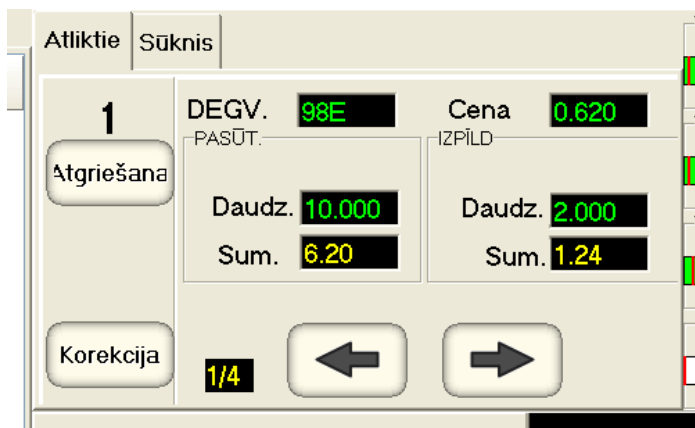 Atliktie Sūknis
1
DEGV. 98E Cena 0.620
Atgriešana
PASŪT. IZPĪLD
Daudz. 10.000 Daudz. 2.000
Sum. 6.20 Sum. 1.24
Korekcija
1/4